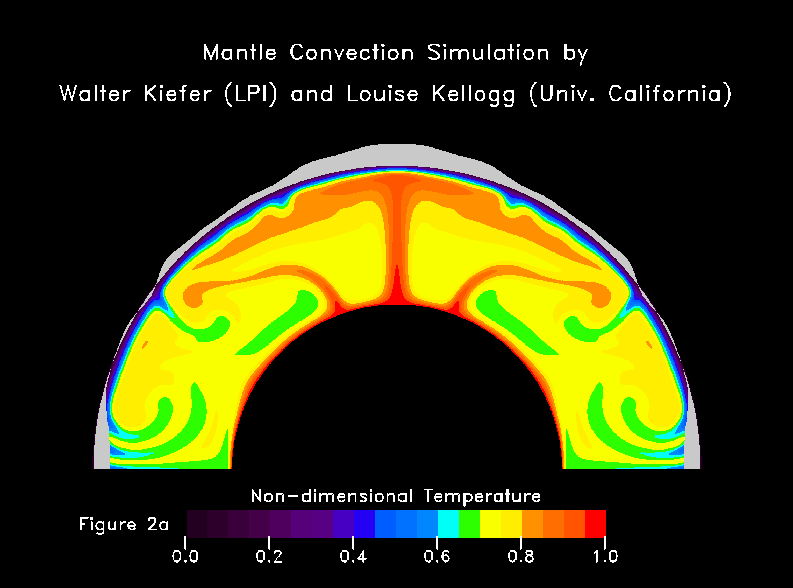 Mantle Convection Simulation by
Walter Kiefer (LPI) and Louise Kellogg (Univ. California)
Non-dimensional Temperature
Figure 2a
0.0 0.2 0.4 0.6 0.8 1.0